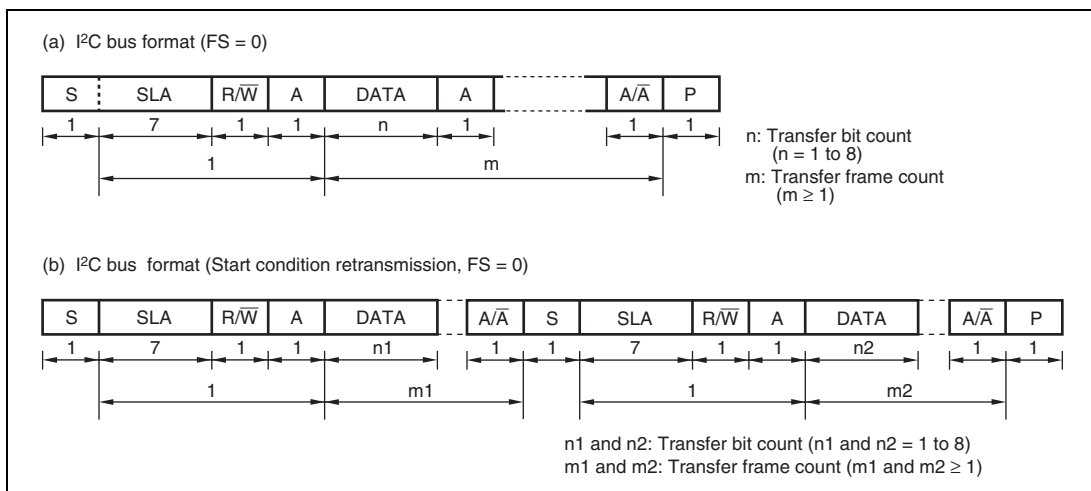 (a) I²C bus format (FS = 0)
S SLA R/W̅ A DATA A A/A̅ P
1 7 1 1 n 1 1 1
1 m
n: Transfer bit count
(n = 1 to 8)
m: Transfer frame count
(m ≥ 1)
(b) I²C bus format (Start condition retransmission, FS = 0)
S SLA R/W̅ A DATA A/A̅ S SLA R/W̅ A DATA A/A̅ P
1 7 1 1 n1 1 1 7 1 1 n2 1 1
1 m1 1 m2
n1 and n2: Transfer bit count (n1 and n2 = 1 to 8)
m1 and m2: Transfer frame count (m1 and m2 ≥ 1)